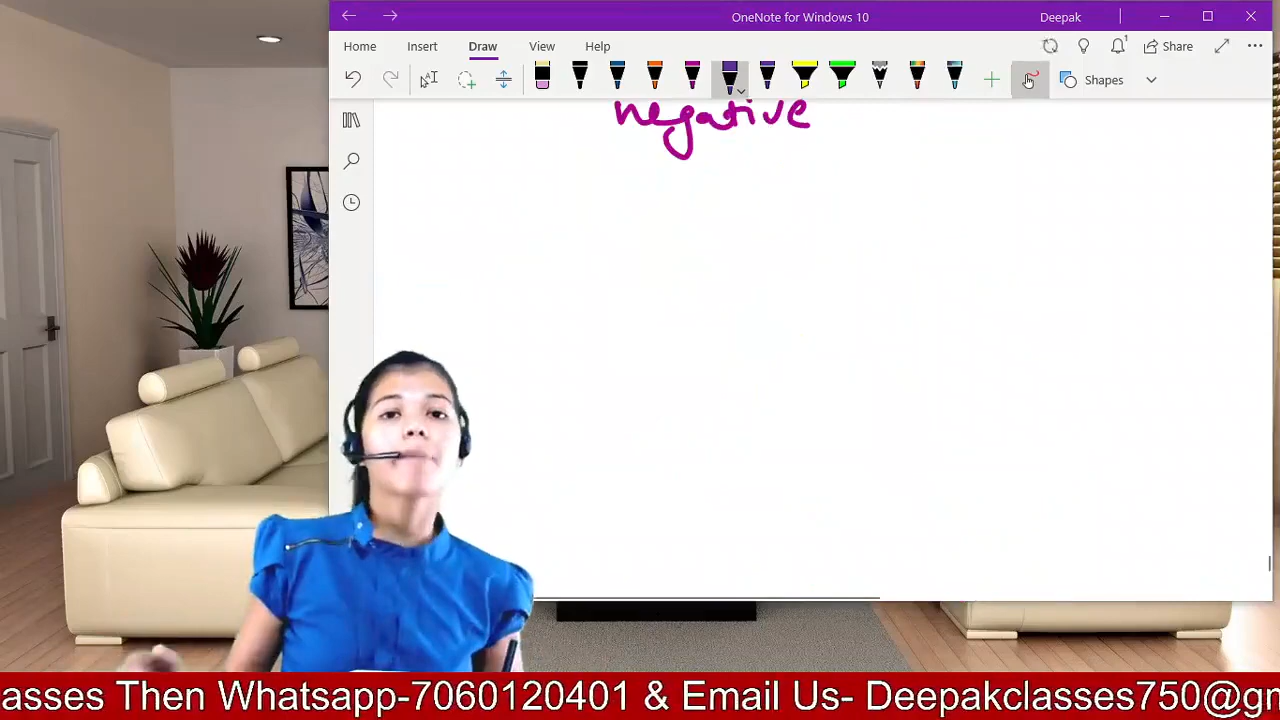 OneNote for Windows 10
Deepak
Home Insert Draw View Help
Share
Shapes
negative
asses Then Whatsapp-7060120401 & Email Us- Deepakclasses750@gm